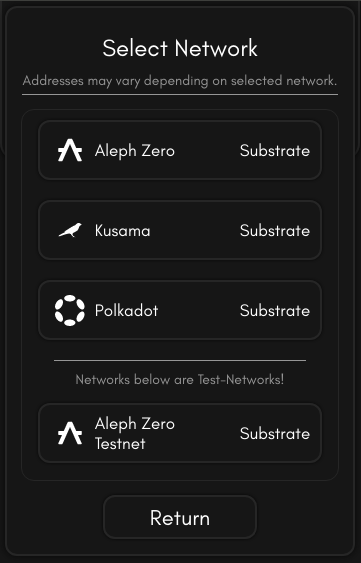 Select Network
Addresses may vary depending on selected network.
Aleph Zero Substrate
Kusama Substrate
Polkadot Substrate
Networks below are Test-Networks!
Aleph Zero
Testnet Substrate
Return